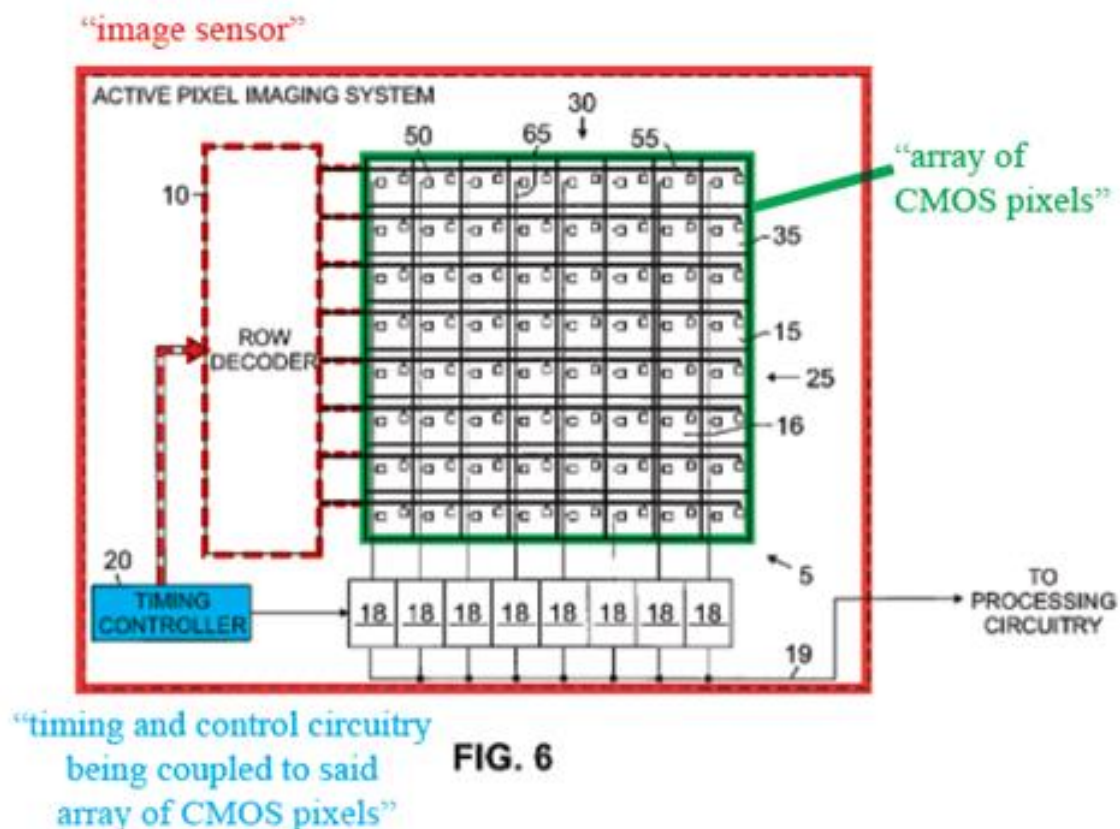 “image sensor”
ACTIVE PIXEL IMAGING SYSTEM
30
50
65
55
“array of
CMOS pixels”
10
35
ROW
DECODER
15
25
16
20
TIMING
CONTROLLER
18 18 18 18 18 18 18 18
5
TO
PROCESSING
CIRCUITRY
19
“timing and control circuitry
being coupled to said
array of CMOS pixels”
FIG. 6